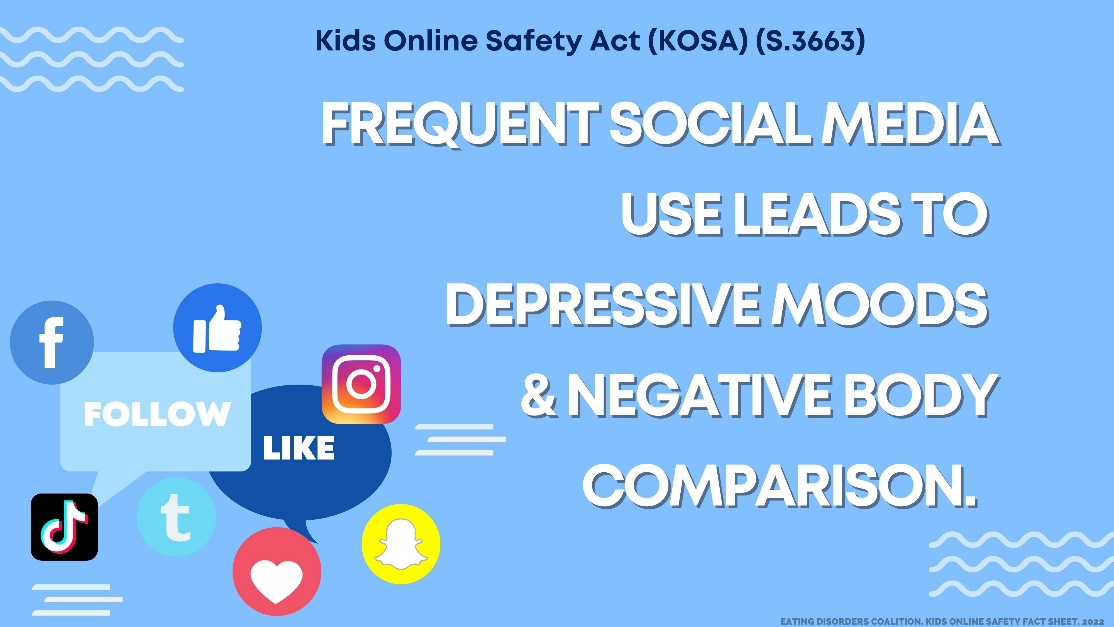 Kids Online Safety Act (KOSA) (S.3663)
FREQUENT SOCIAL MEDIA
USE LEADS TO
DEPRESSIVE MOODS
& NEGATIVE BODY
COMPARISON.
FOLLOW
LIKE
EATING DISORDERS COALITION. KIDS ONLINE SAFETY FACT SHEET. 2022